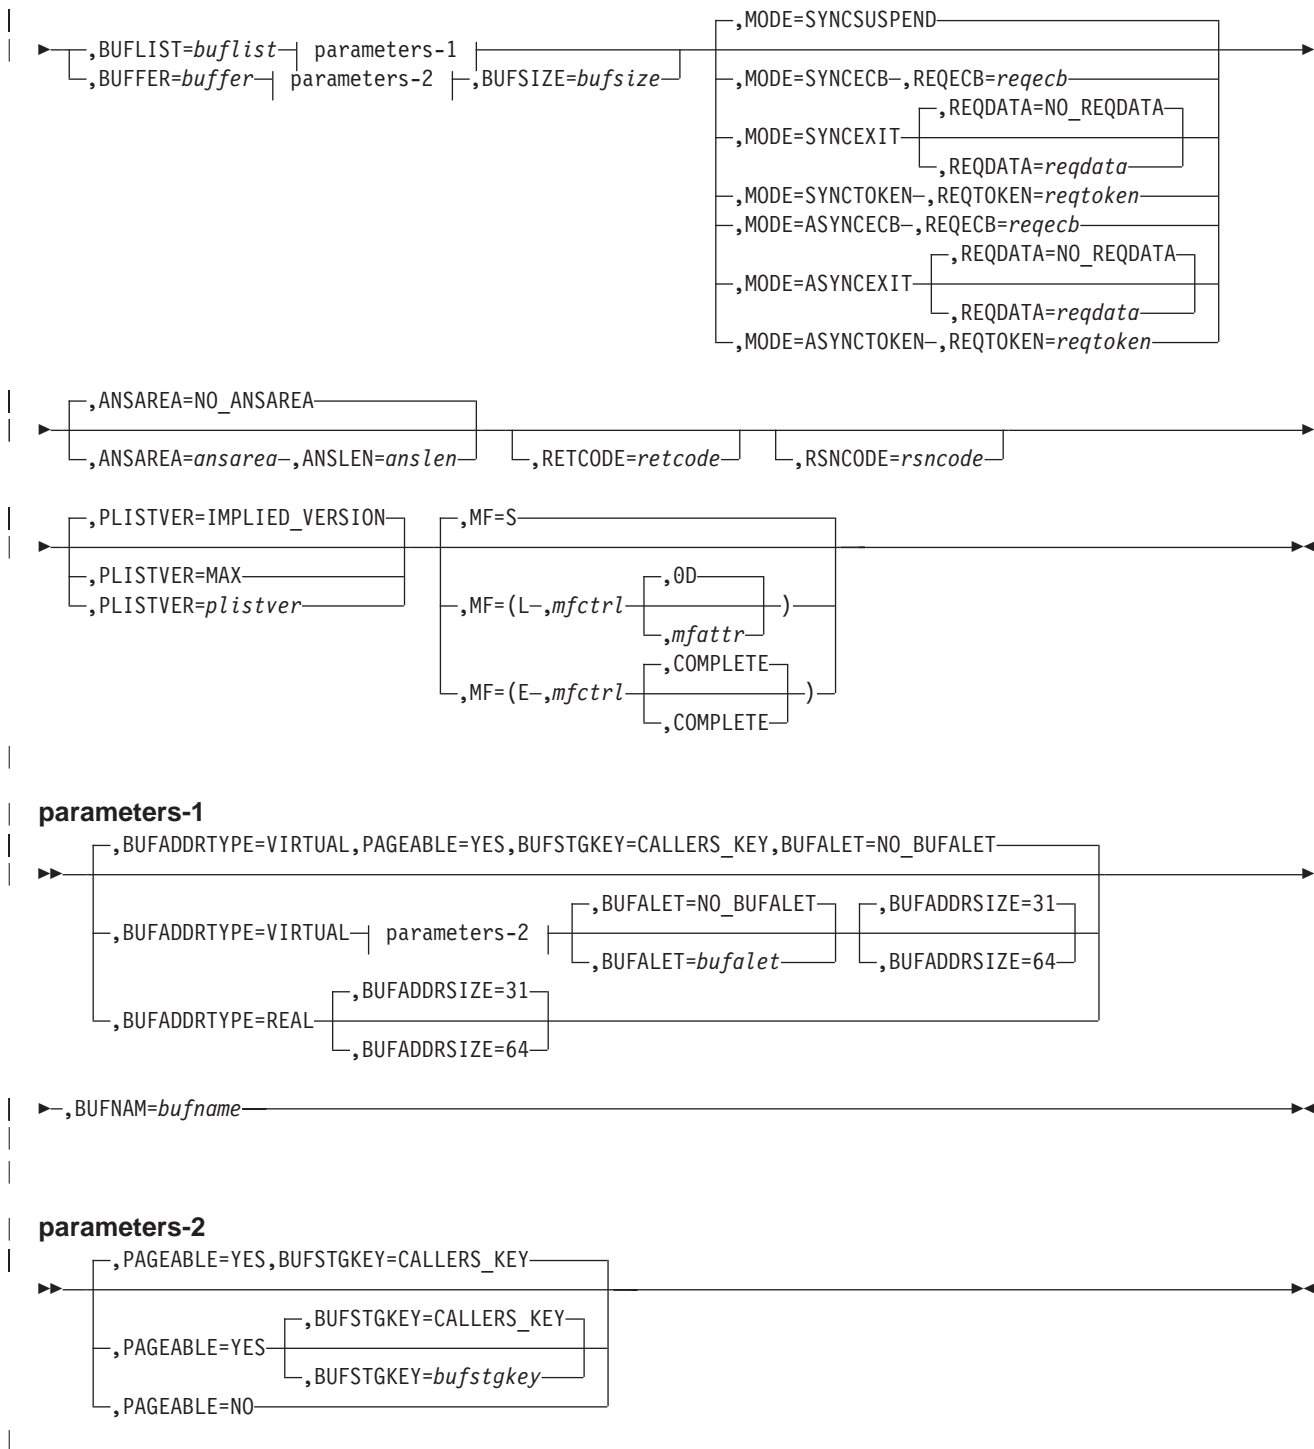 ,MODE=SYNCSUSPEND
,BUFLIST=buflist parameters-1
,BUFFER=buffer parameters-2 ,BUFSIZE=bufsize ,MODE=SYNCECB ,REQECB=reqecb
,REQDATA=NO_REQDATA
,MODE=SYNCEXIT
,REQDATA=reqdata
,MODE=SYNCTOKEN ,REQTOKEN=reqtoken
,MODE=ASYNCECB ,REQECB=reqecb
,REQDATA=NO_REQDATA
,MODE=ASYNCEXIT
,REQDATA=reqdata
,MODE=ASYNCTOKEN ,REQTOKEN=reqtoken
,ANSAREA=NO_ANSAREA
,ANSAREA=ansarea ,ANSLEN=anslen ,RETCODE=retcode ,RSNCODE=rsncode
,PLISTVER=IMPLIED_VERSION ,MF=S
,PLISTVER=MAX ,0D
,PLISTVER=plistver ,MF=(L ,mfctrl )
,mfattr
,COMPLETE
,MF=(E ,mfctrl )
,COMPLETE
parameters-1
,BUFADDRTYPE=VIRTUAL,PAGEABLE=YES,BUFSTGKEY=CALLERS_KEY,BUFALET=NO_BUFALET
,BUFALET=NO_BUFALET ,BUFADDRSIZE=31
,BUFADDRTYPE=VIRTUAL parameters-2
,BUFALET=bufalet ,BUFADDRSIZE=64
,BUFADDRSIZE=31
,BUFADDRTYPE=REAL
,BUFADDRSIZE=64
,BUFNAM=bufname
parameters-2
,PAGEABLE=YES,BUFSTGKEY=CALLERS_KEY
,BUFSTGKEY=CALLERS_KEY
,PAGEABLE=YES
,BUFSTGKEY=bufstgkey
,PAGEABLE=NO